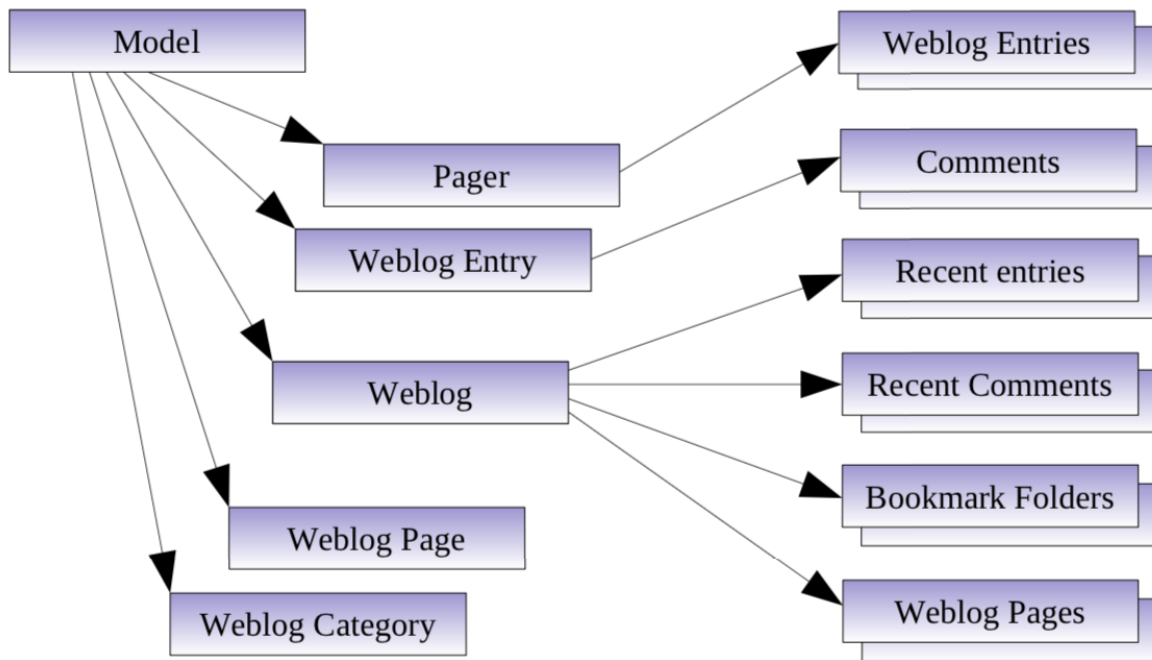 Model
Weblog Entries
Pager
Comments
Weblog Entry
Recent entries
Weblog
Recent Comments
Bookmark Folders
Weblog Page
Weblog Category
Weblog Pages